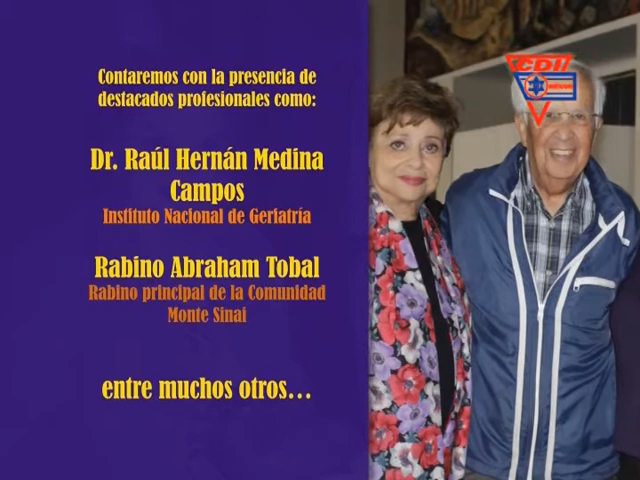 Contaremos con la presencia de
destacados profesionales como:
Dr. Raúl Hernán Medina
Campos
Instituto Nacional de Geriatría
Rabino Abraham Tobal
Rabino principal de la Comunidad
Monte Sinai
entre muchos otros…
CDI
MÉXICO